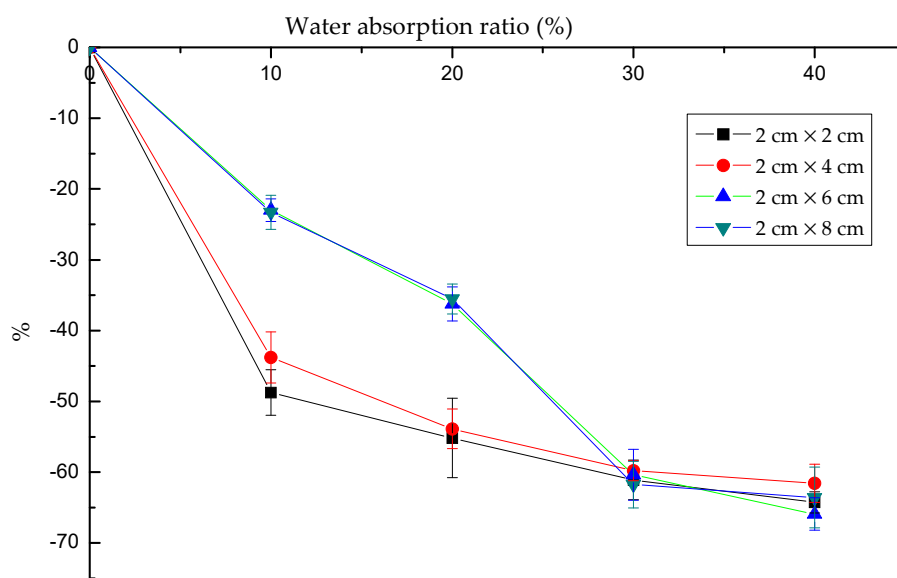 Water absorption ratio (%)
0
0 10 20 30 40
-10
-20
-30
-40
-50
-60
-70
%
2 cm × 2 cm
2 cm × 4 cm
2 cm × 6 cm
2 cm × 8 cm